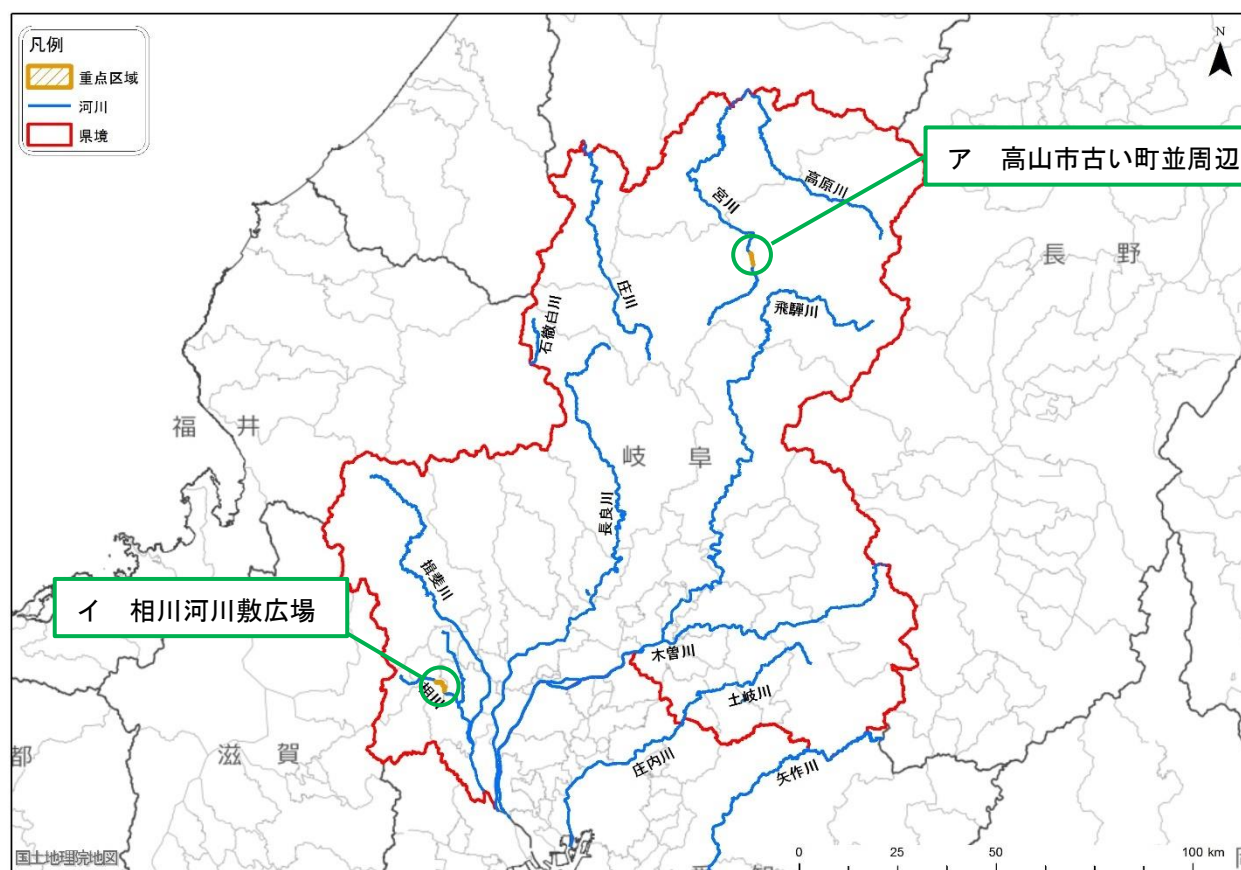 凡例
重点区域
河川
県境
N
ア 高山市古い町並周辺
高原川
宮川
長 野
庄川
飛騨川
石徹白川
福 井
岐 阜
長良川
揖斐川
イ 相川河川敷広場
木曽川
相川
土岐川
滋 賀
都
庄内川
矢作川
国土地理院地図
0 25 50 100 km